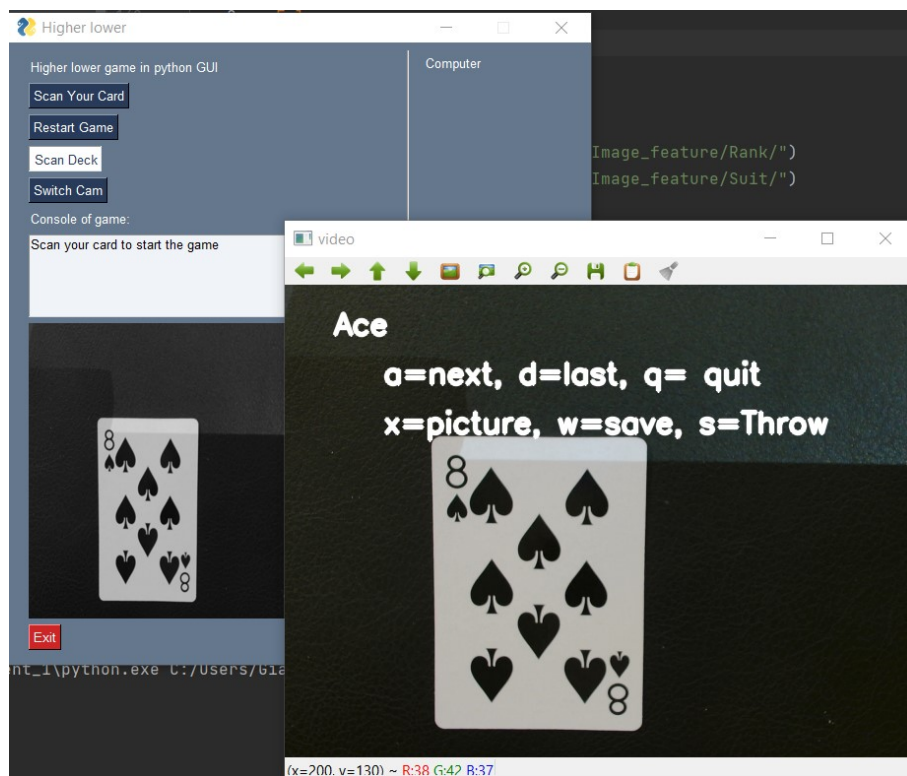 Higher lower
Higher lower game in python GUI
Computer
Scan Your Card
Restart Game
Scan Deck
Switch Cam
Console of game:
Scan your card to start the game
8
8
Exit
Image_feature/Rank/")
Image_feature/Suit/")
video
Ace
a=next, d=last, q= quit
x=picture, w=save, s=Throw
8
8
(x=200, y=130) ~ R:38 G:42 B:37
ent_1\python.exe C:/Users/Gia